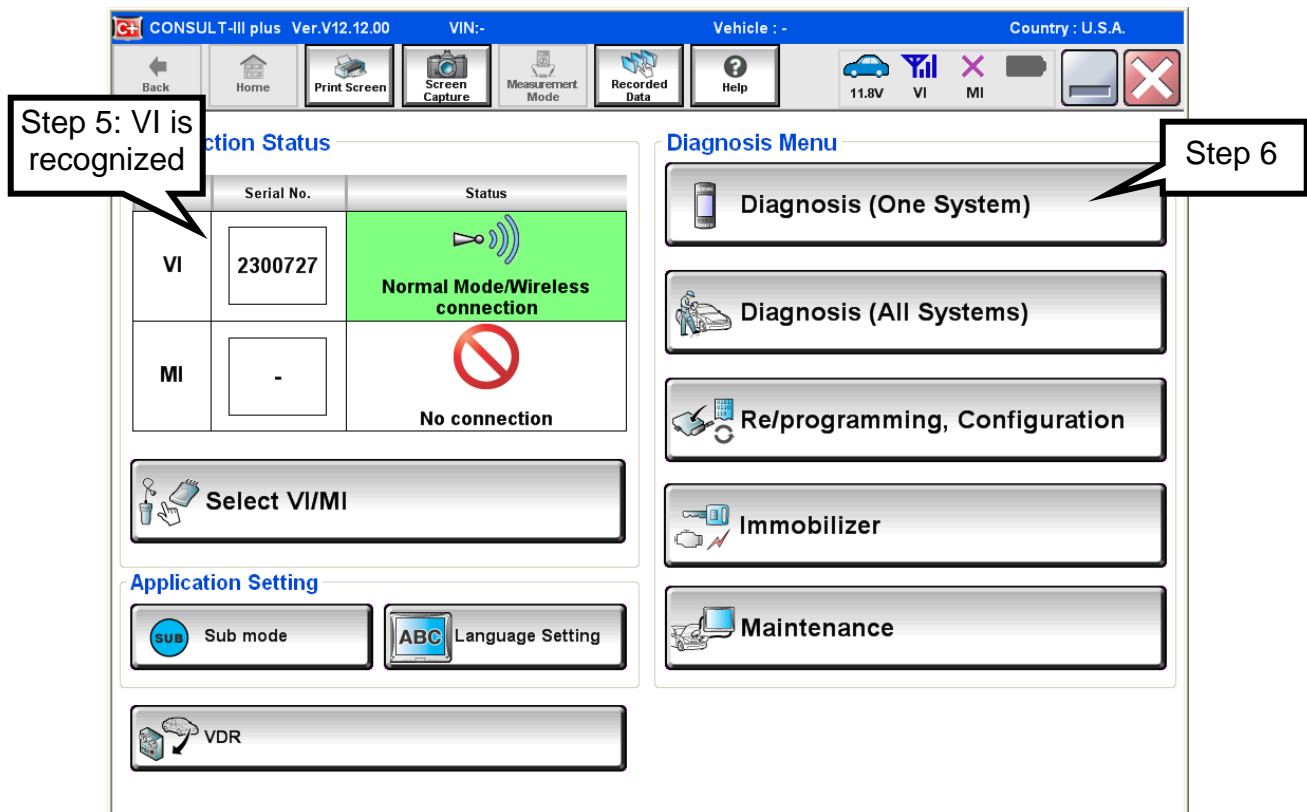 C+ CONSULT-III plus Ver.V12.12.00 VIN:- Vehicle : - Country : U.S.A.
Back
Home
Print Screen
Screen
Capture
Measurement
Mode
Recorded
Data
Help
11.8V
VI
MI
Step 5: VI is
recognized
ction Status
Serial No.
Status
VI
2300727
Normal Mode/Wireless
connection
MI
-
No connection
Select VI/MI
Application Setting
SUB
Sub mode
ABC
Language Setting
VDR
Diagnosis Menu
Step 6
Diagnosis (One System)
Diagnosis (All Systems)
Re/programming, Configuration
Immobilizer
Maintenance